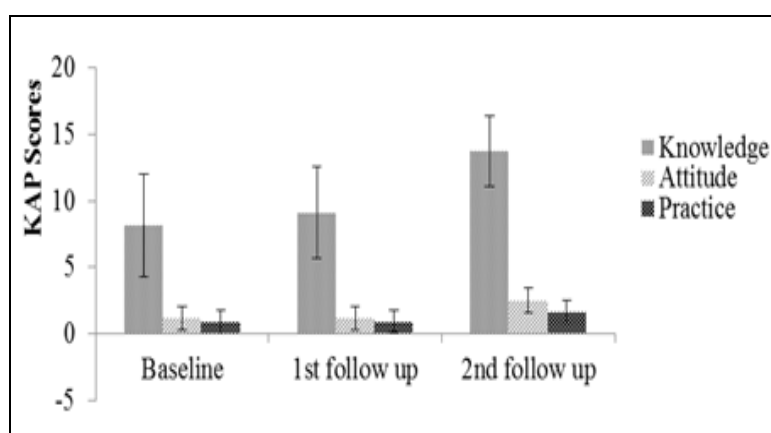 KAP Scores
20
15
10
5
0
-5
Baseline
1st follow up
2nd follow up
Knowledge
Attitude
Practice